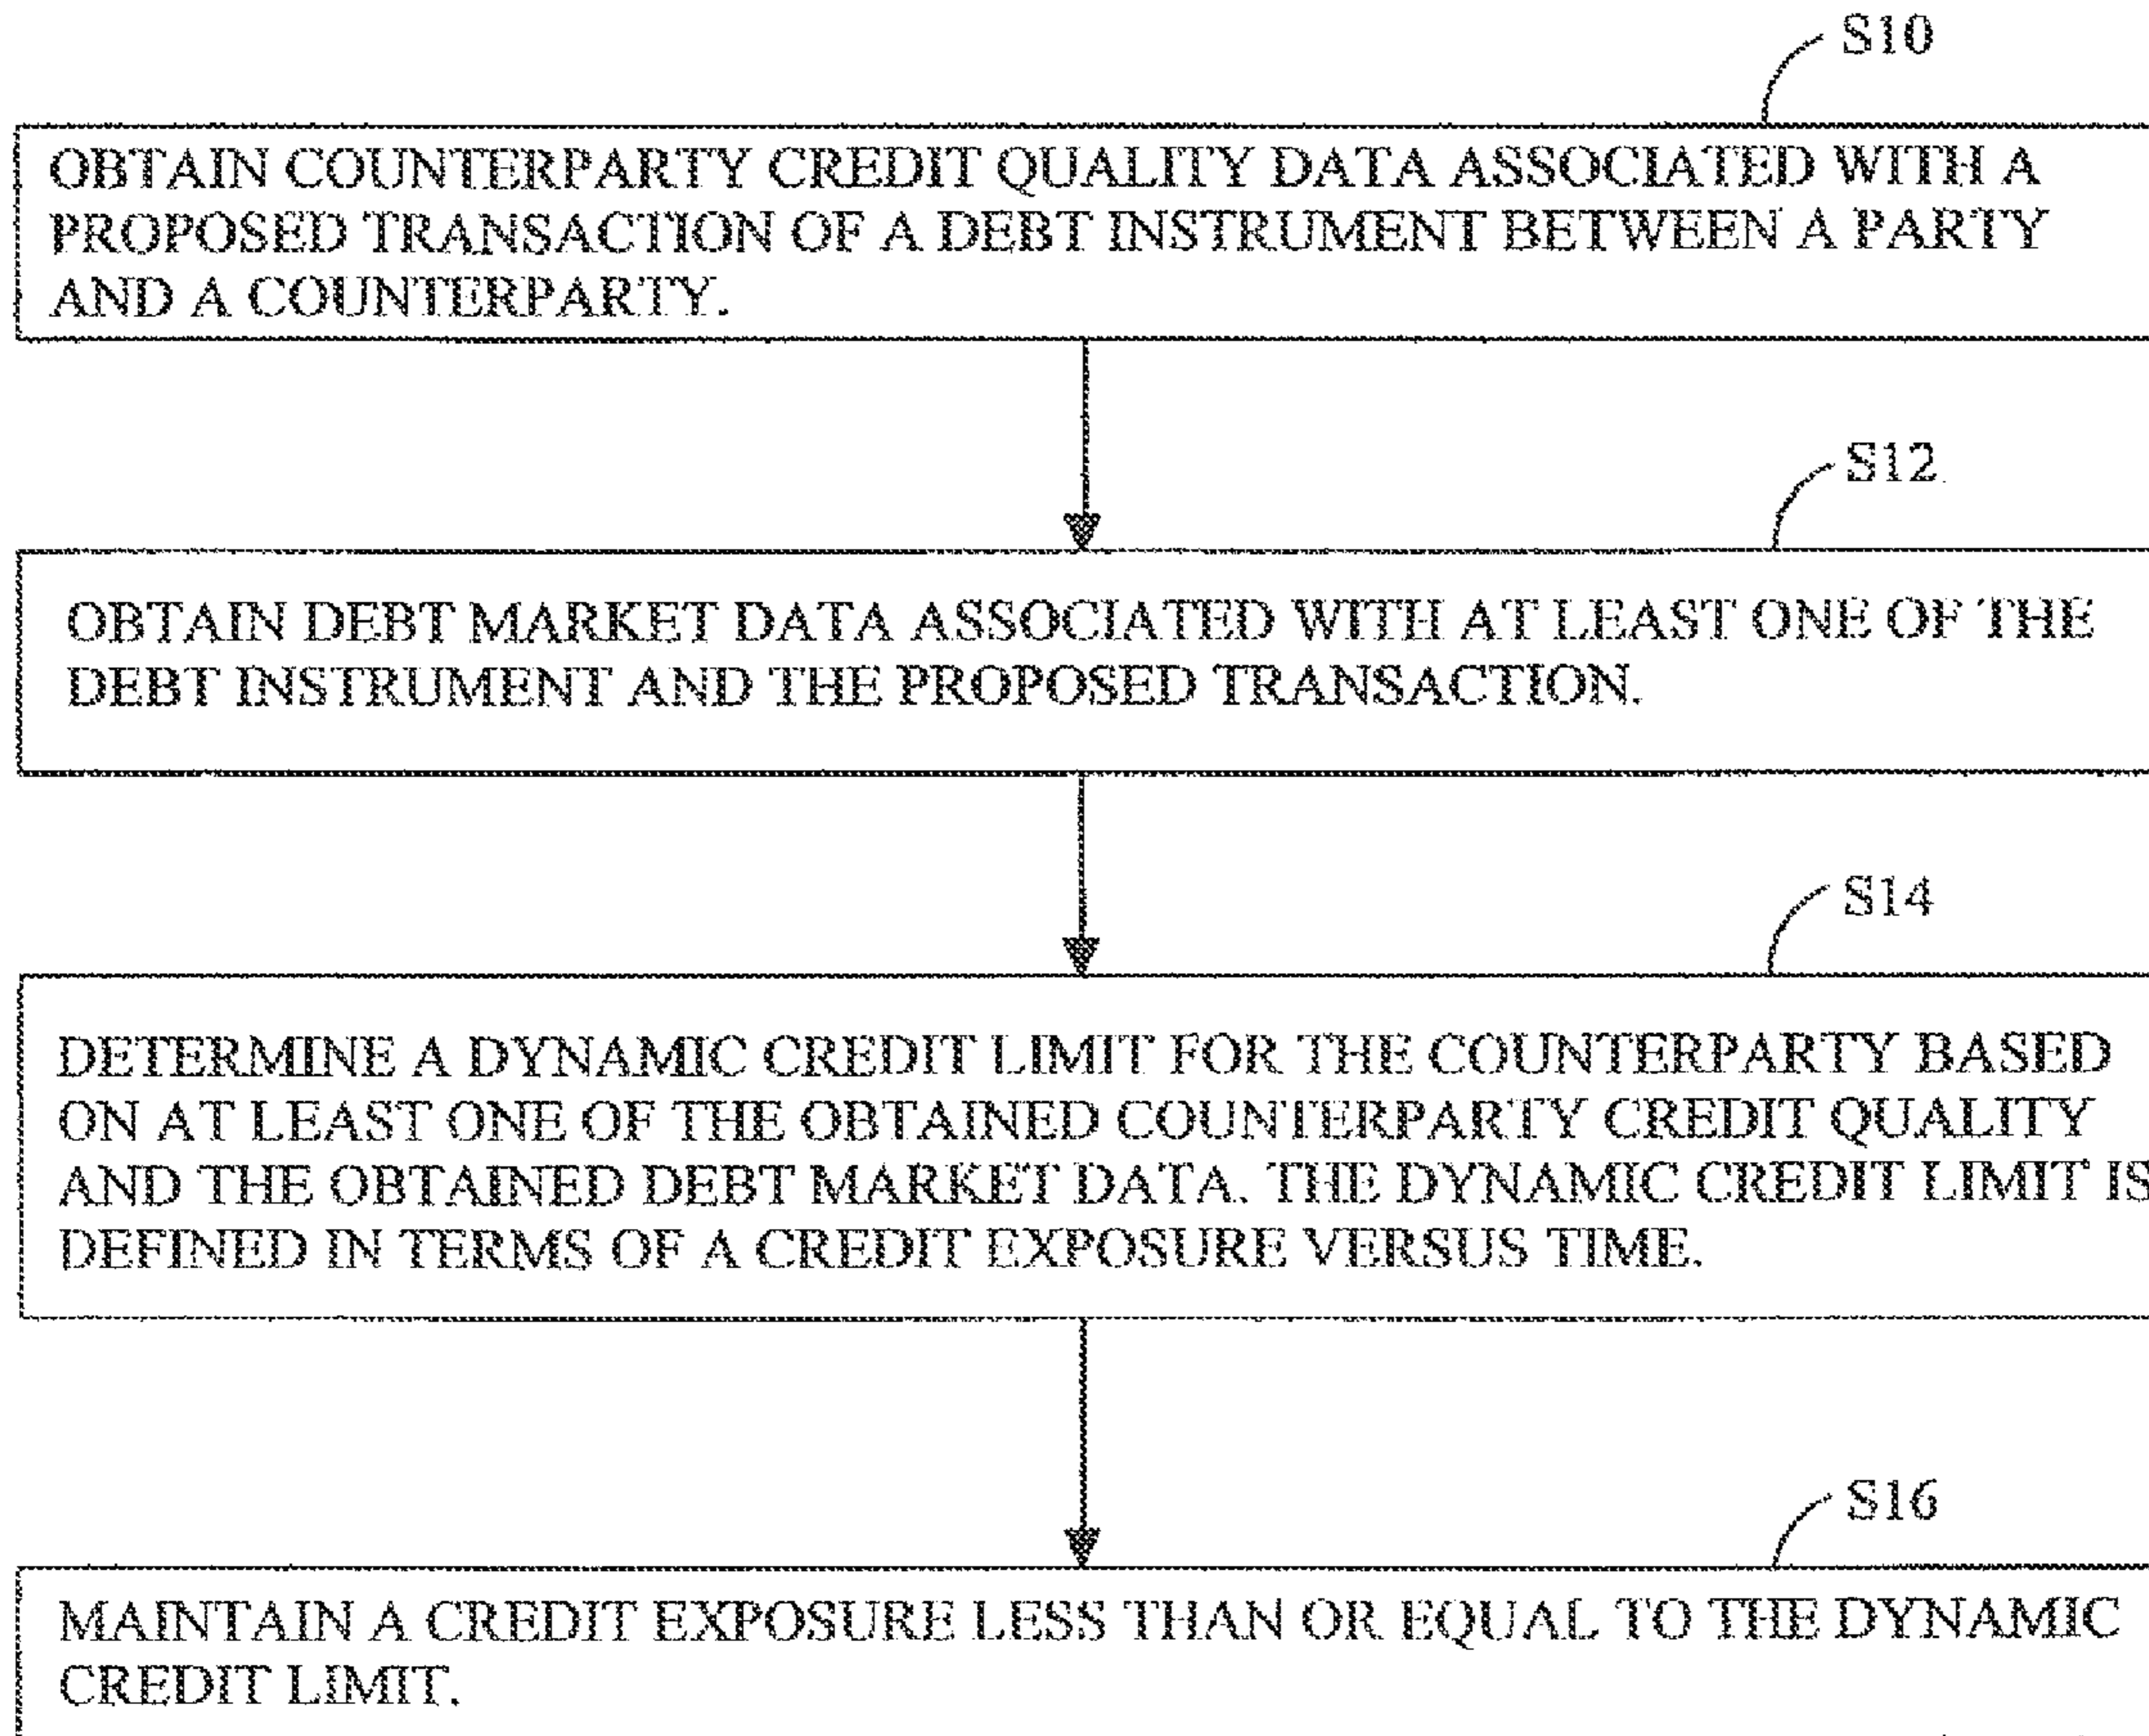 S10
OBTAIN COUNTERPARTY CREDIT QUALITY DATA ASSOCIATED WITH A
PROPOSED TRANSACTION OF A DEBT INSTRUMENT BETWEEN A PARTY
AND A COUNTERPARTY.
S12
OBTAIN DEBT MARKET DATA ASSOCIATED WITH AT LEAST ONE OF THE
DEBT INSTRUMENT AND THE PROPOSED TRANSACTION.
S14
DETERMINE A DYNAMIC CREDIT LIMIT FOR THE COUNTERPARTY BASED
ON AT LEAST ONE OF THE OBTAINED COUNTERPARTY CREDIT QUALITY
AND THE OBTAINED DEBT MARKET DATA. THE DYNAMIC CREDIT LIMIT IS
DEFINED IN TERMS OF A CREDIT EXPOSURE VERSUS TIME.
S16
MAINTAIN A CREDIT EXPOSURE LESS THAN OR EQUAL TO THE DYNAMIC
CREDIT LIMIT.